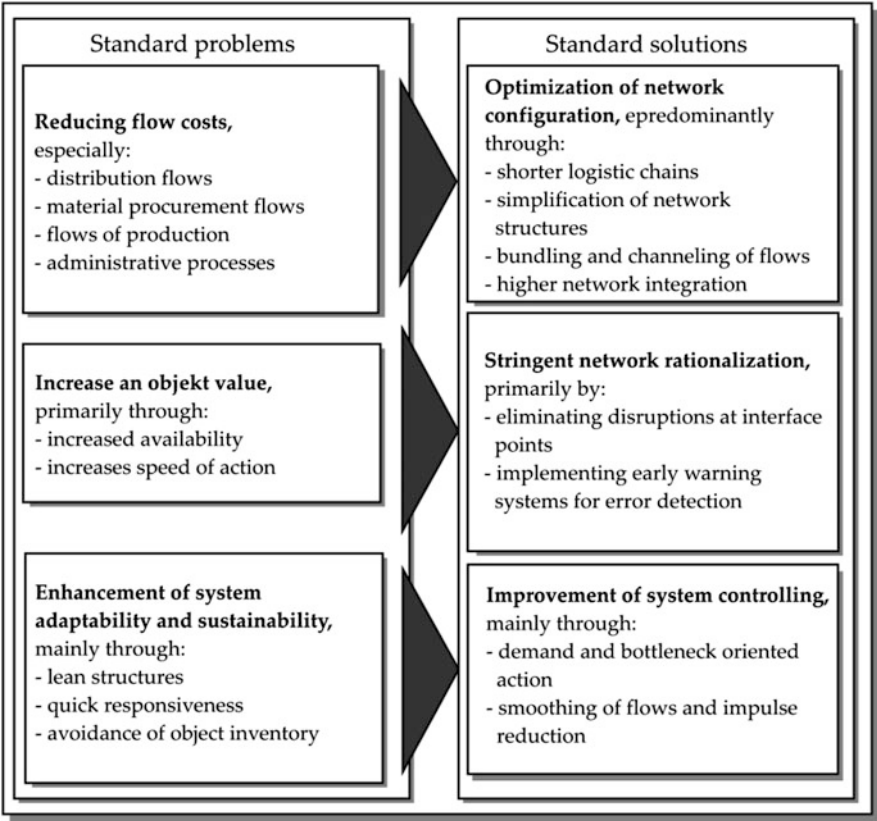 Standard problems
Reducing flow costs,
especially:
- distribution flows
- material procurement flows
- flows of production
- administrative processes
Increase an objekt value,
primarily through:
- increased availability
- increases speed of action
Enhancement of system
adaptability and sustainability,
mainly through:
- lean structures
- quick responsiveness
- avoidance of object inventory
Standard solutions
Optimization of network
configuration, epredominantly
through:
- shorter logistic chains
- simplification of network
structures
- bundling and channeling of flows
- higher network integration
Stringent network rationalization,
primarily by:
- eliminating disruptions at interface
points
- implementing early warning
systems for error detection
Improvement of system controlling,
mainly through:
- demand and bottleneck oriented
action
- smoothing of flows and impulse
reduction